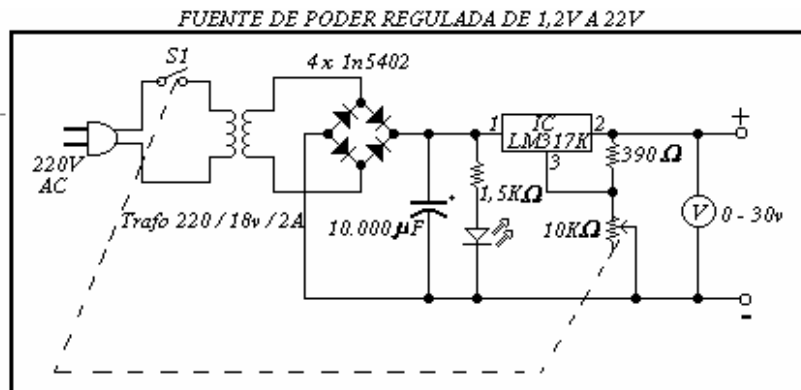 FUENTE DE PODER REGULADA DE 1,2V A 22V
S1
4 x 1n5402
220V
AC
Trafo 220 / 18v / 2A
10.000 µF
+
1,5KΩ
1
IC
LM317K
2
3
390 Ω
10KΩ
V
0 - 30v
+
-